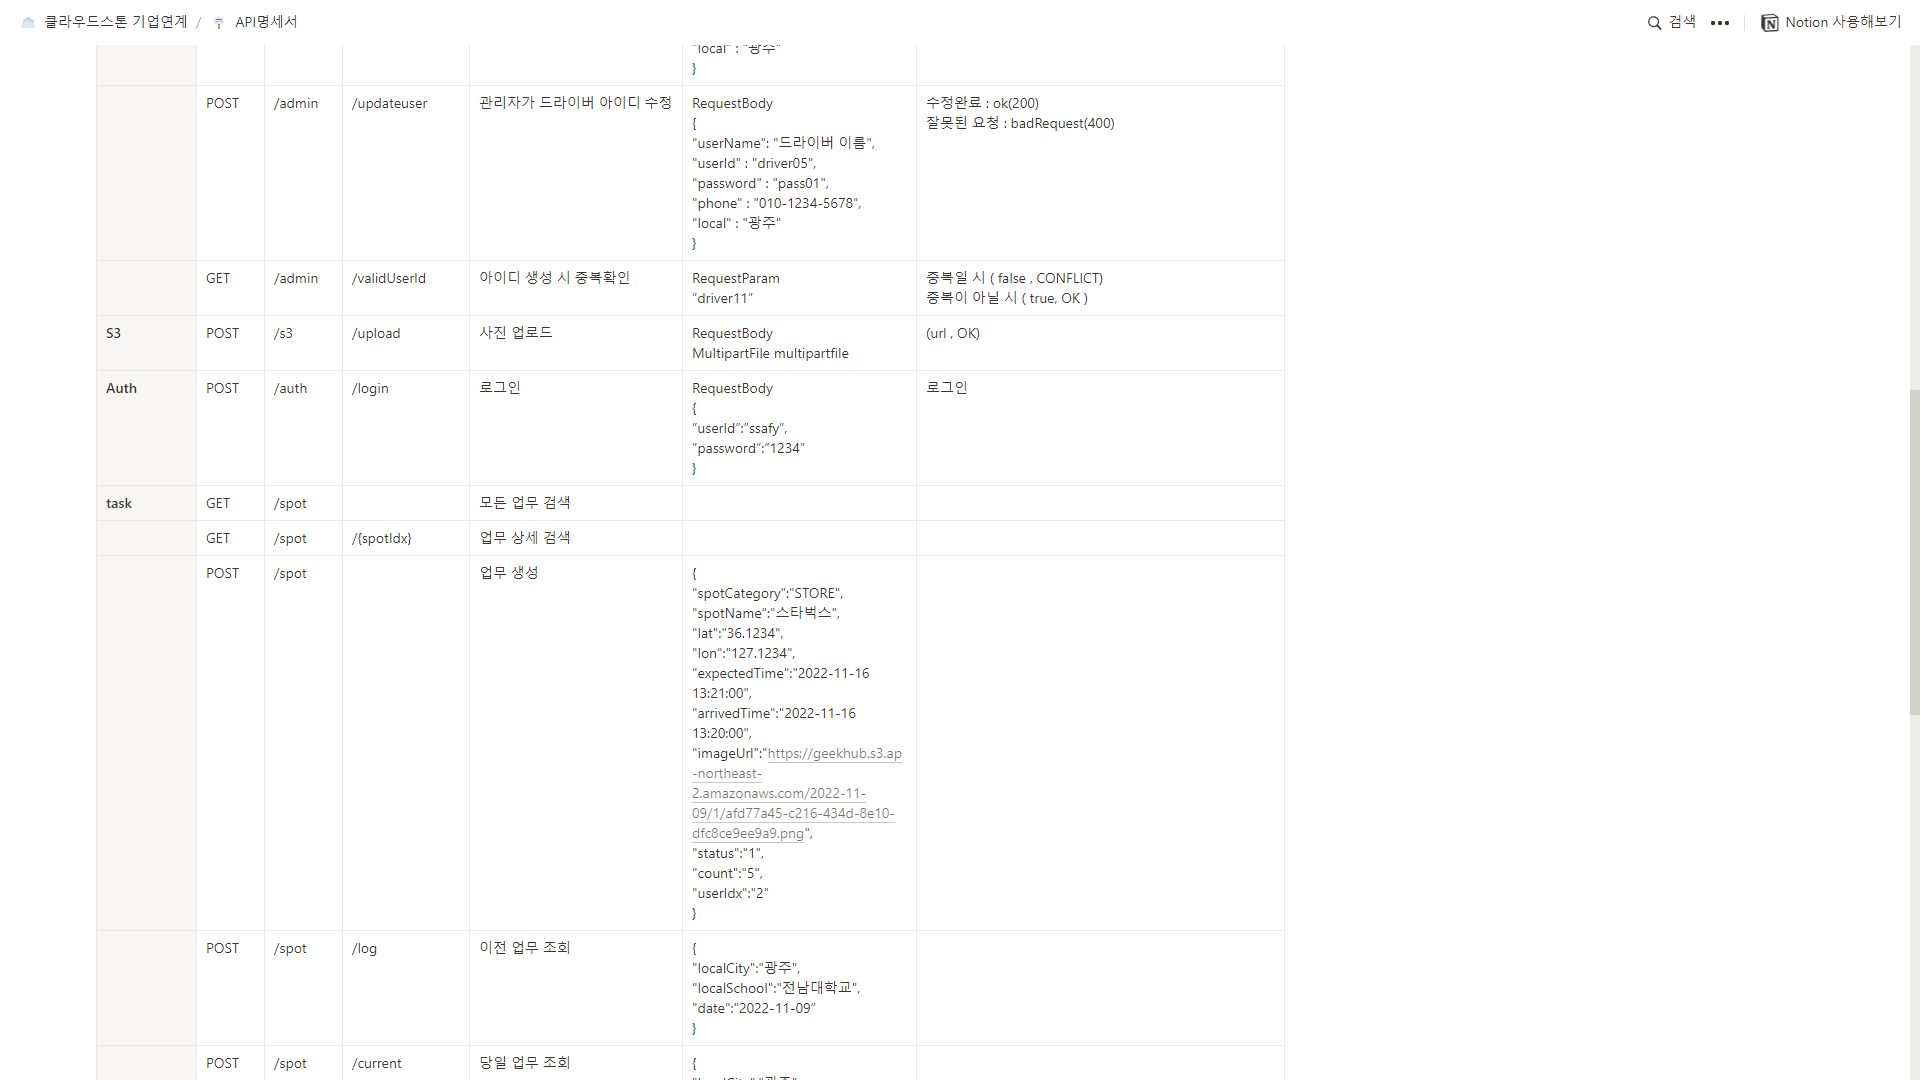 클라우드스톤 기업연계 / API명세서
검색 ••• Notion 사용해보기
"local" : "광주"
}
POST /admin /updateuser 관리자가 드라이버 아이디 수정 RequestBody 수정완료 : ok(200)
{ 잘못된 요청 : badRequest(400)
"userName": "드라이버 이름",
"userId" : "driver05",
"password" : "pass01",
"phone" : "010-1234-5678",
"local" : "광주"
}
GET /admin /validUserId 아이디 생성 시 중복확인 RequestParam 중복일 시 ( false , CONFLICT)
“driver11” 중복이 아닐 시 ( true, OK )
S3 POST /s3 /upload 사진 업로드 RequestBody (url , OK)
MultipartFile multipartfile
Auth POST /auth /login 로그인 RequestBody 로그인
{
”userId”:”ssafy”,
”password”:”1234”
}
task GET /spot 모든 업무 검색
GET /spot /{spotIdx} 업무 상세 검색
POST /spot 업무 생성 {
"spotCategory":"STORE",
"spotName":"스타벅스",
"lat":"36.1234",
"lon":"127.1234",
"expectedTime":"2022-11-16
13:21:00",
"arrivedTime":"2022-11-16
13:20:00",
"imageUrl":"https://geekhub.s3.ap
-northeast-
2.amazonaws.com/2022-11-
09/1/afd77a45-c216-434d-8e10-
dfc8ce9ee9a9.png",
"status":"1",
"count":"5",
"userIdx":"2"
}
POST /spot /log 이전 업무 조회 {
"localCity":"광주",
"localSchool":"전남대학교",
"date":"2022-11-09”
}
POST /spot /current 당일 업무 조회 {
"localCity":"광주",